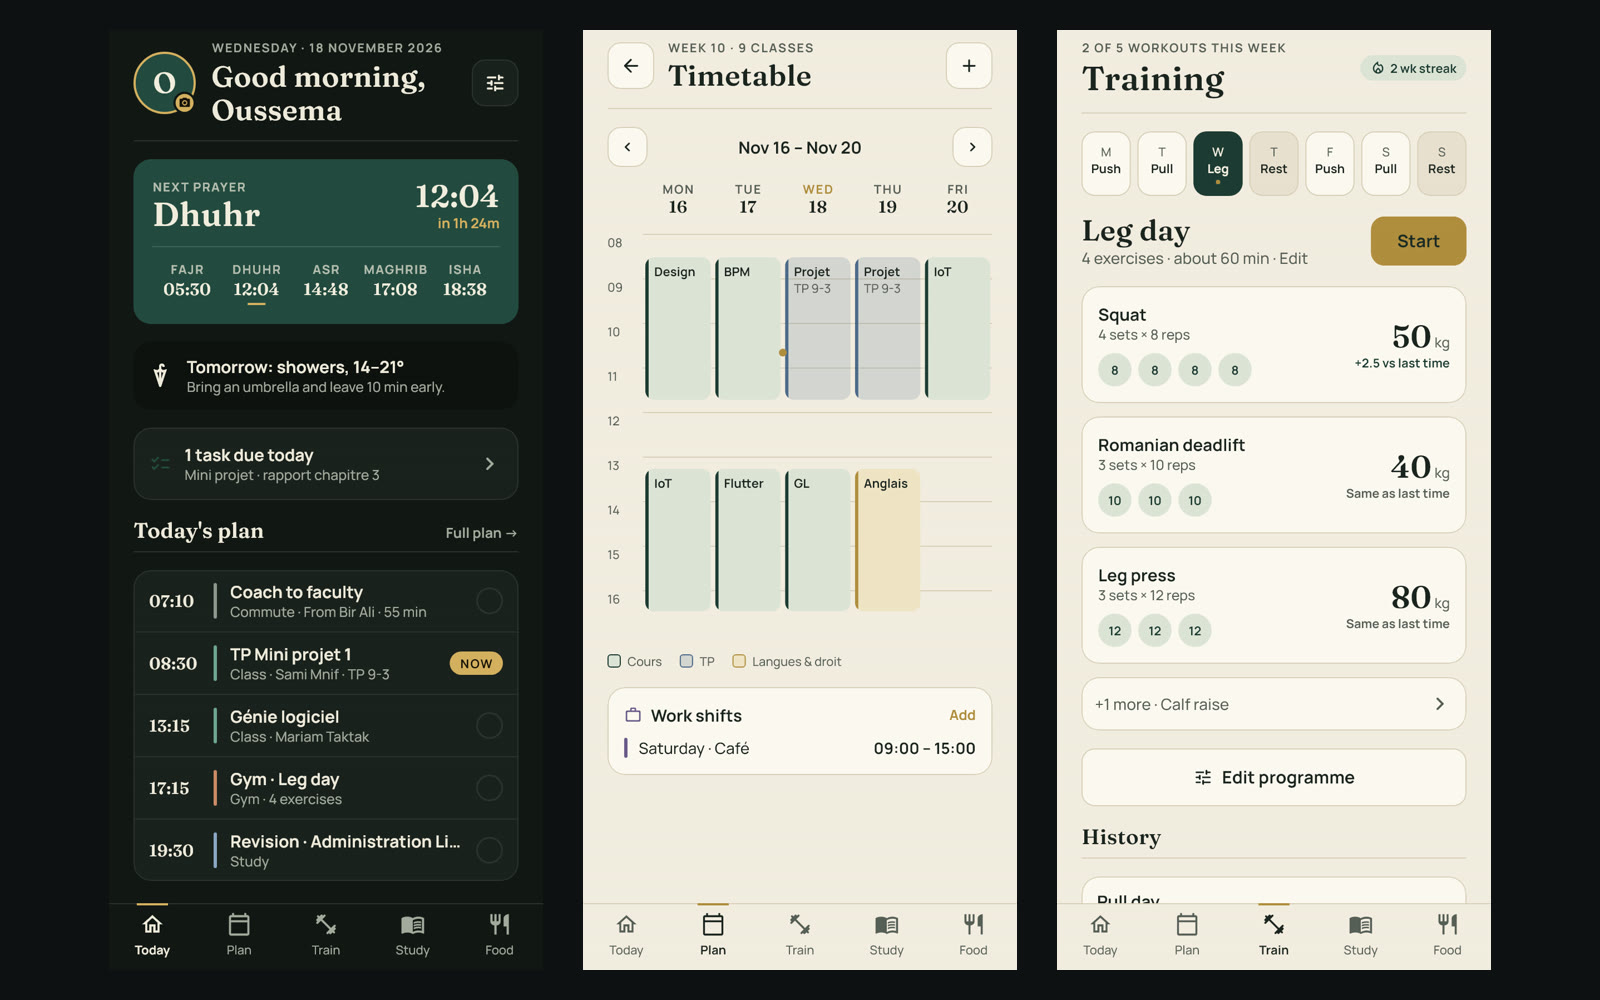 WEDNESDAY · 18 NOVEMBER 2026
O
Good morning,
Oussema
NEXT PRAYER
Dhuhr
12:04
in 1h 24m
FAJR DHUHR ASR MAGHRIB ISHA
05:30 12:04 14:48 17:08 18:38
Tomorrow: showers, 14–21°
Bring an umbrella and leave 10 min early.
1 task due today
Mini projet · rapport chapitre 3
Today's plan
Full plan →
07:10
Coach to faculty
Commute · From Bir Ali · 55 min
08:30
TP Mini projet 1
Class · Sami Mnif · TP 9-3
NOW
13:15
Génie logiciel
Class · Mariam Taktak
17:15
Gym · Leg day
Gym · 4 exercises
19:30
Revision · Administration Li...
Study
Today Plan Train Study Food
WEEK 10 · 9 CLASSES
Timetable
Nov 16 – Nov 20
MON TUE WED THU FRI
16 17 18 19 20
08
Design BPM Projet Projet IoT
TP 9-3 TP 9-3
09
10
11
12
13
IoT Flutter GL Anglais
14
15
16
Cours TP Langues & droit
Work shifts
Add
Saturday · Café
09:00 – 15:00
Today Plan Train Study Food
2 OF 5 WORKOUTS THIS WEEK
Training
2 wk streak
M T W T F S S
Push Pull Leg Rest Push Pull Rest
Leg day
4 exercises · about 60 min · Edit
Start
Squat
4 sets × 8 reps
8 8 8 8
50 kg
+2.5 vs last time
Romanian deadlift
3 sets × 10 reps
10 10 10
40 kg
Same as last time
Leg press
3 sets × 12 reps
12 12 12
80 kg
Same as last time
+1 more · Calf raise
Edit programme
History
Pull day
Today Plan Train Study Food